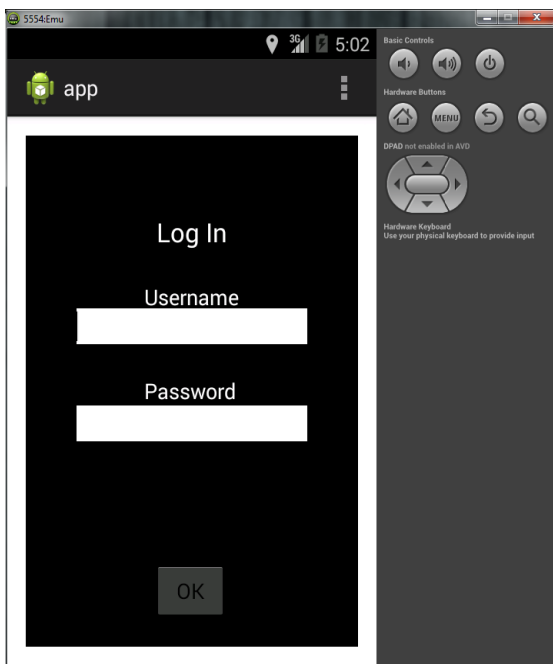 5554:Emu
3G 5:02
app
Log In
Username
Password
OK
Basic Controls
Hardware Buttons
MENU
DPAD not enabled in AVD
Hardware Keyboard
Use your physical keyboard to provide input